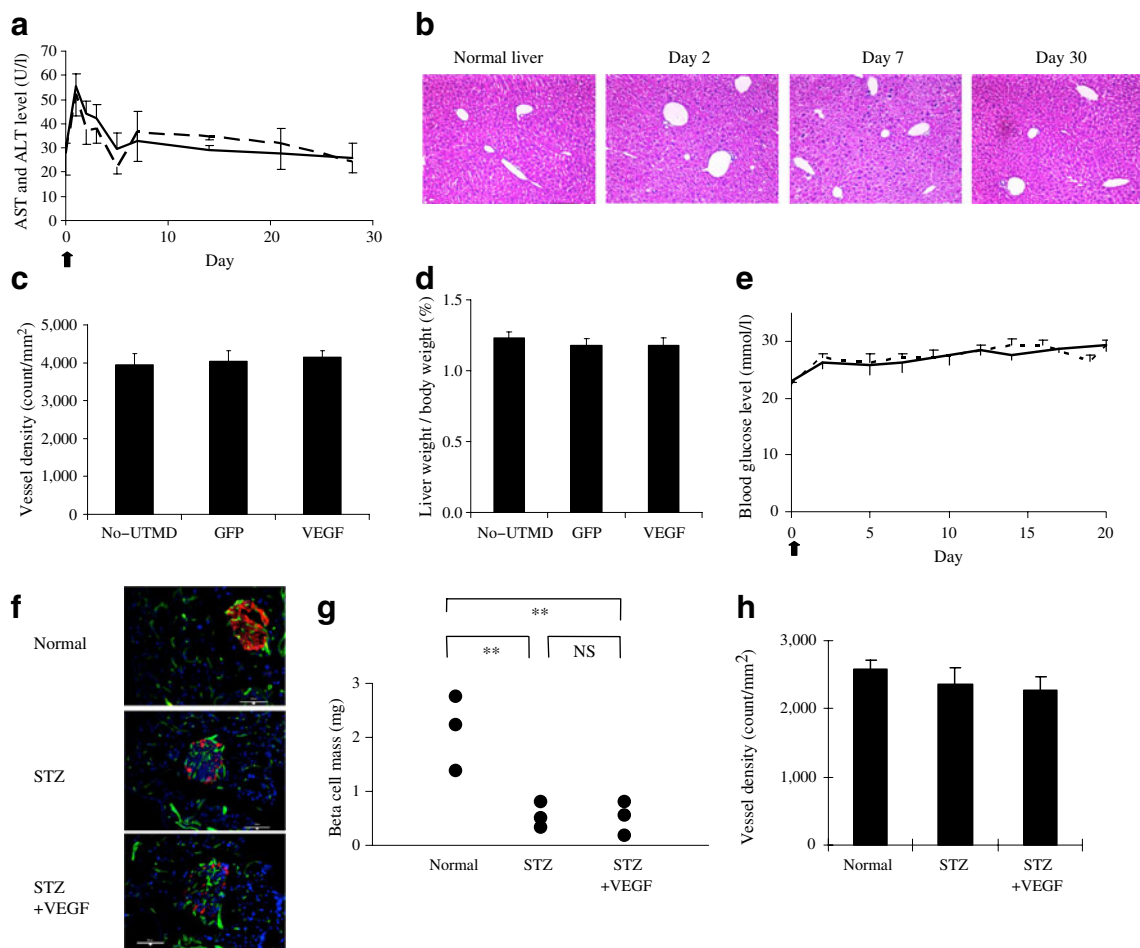 a
AST and ALT level (U/l)
70
60
50
40
30
20
10
0
0 10 20 30
Day
b
Normal liver Day 2 Day 7 Day 30
c
Vessel density (count/mm²)
5,000
4,000
3,000
2,000
1,000
0
No−UTMD GFP VEGF
d
Liver weight / body weight (%)
1.5
1.0
0.5
0.0
No−UTMD GFP VEGF
e
Blood glucose level (mmol/l)
30
20
10
0
0 5 10 15 20
Day
f
Normal
STZ
STZ
+VEGF
g
**
** NS
Beta cell mass (mg)
3
2
1
0
Normal STZ STZ
+VEGF
h
Vessel density (count/mm²)
3,000
2,000
1,000
0
Normal STZ STZ
+VEGF